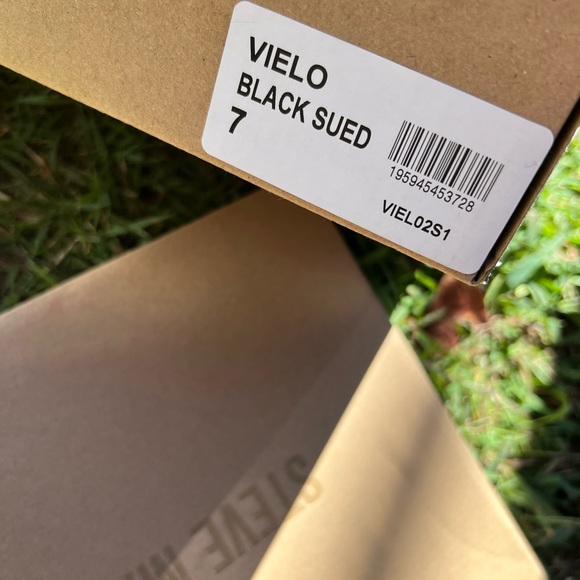 VIELO
BLACK SUED
7
195945453728
VIEL02S1
STEVE